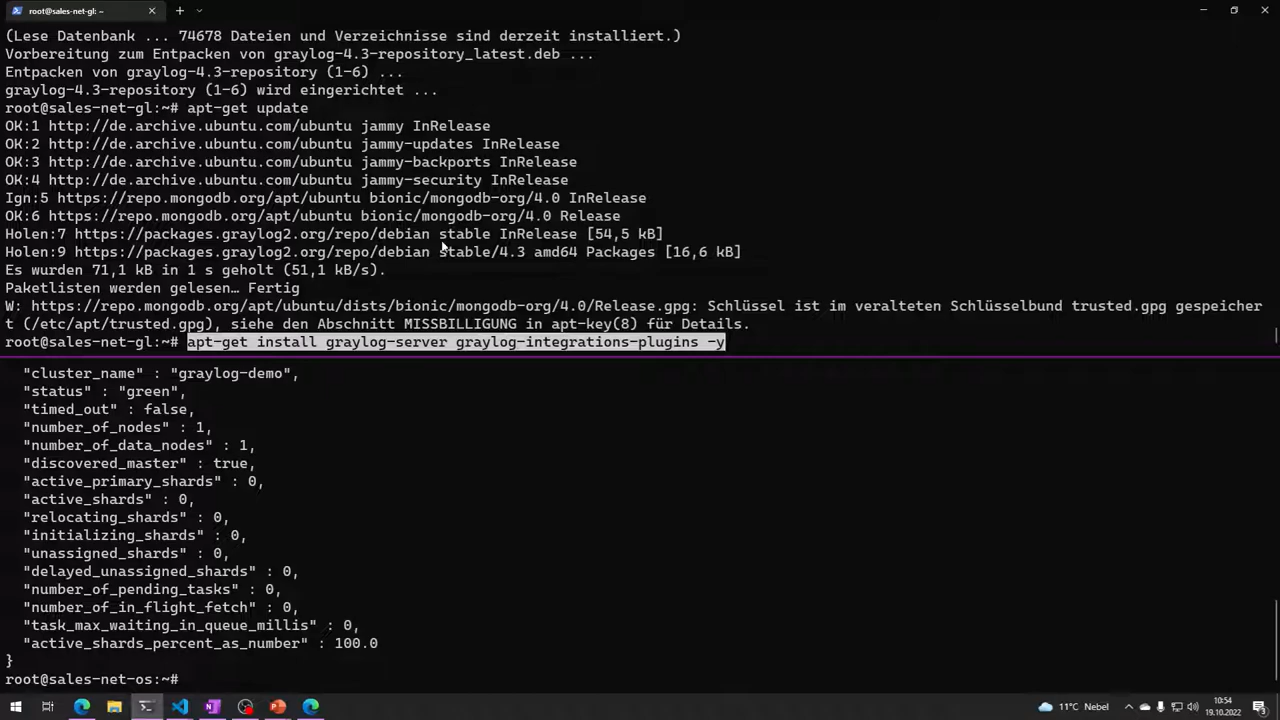 root@sales-net-gl: ~
(Lese Datenbank ... 74678 Dateien und Verzeichnisse sind derzeit installiert.)
Vorbereitung zum Entpacken von graylog-4.3-repository_latest.deb ...
Entpacken von graylog-4.3-repository (1-6) ...
graylog-4.3-repository (1-6) wird eingerichtet ...
root@sales-net-gl:~# apt-get update
OK:1 http://de.archive.ubuntu.com/ubuntu jammy InRelease
OK:2 http://de.archive.ubuntu.com/ubuntu jammy-updates InRelease
OK:3 http://de.archive.ubuntu.com/ubuntu jammy-backports InRelease
OK:4 http://de.archive.ubuntu.com/ubuntu jammy-security InRelease
Ign:5 https://repo.mongodb.org/apt/ubuntu bionic/mongodb-org/4.0 InRelease
OK:6 https://repo.mongodb.org/apt/ubuntu bionic/mongodb-org/4.0 Release
Holen:7 https://packages.graylog2.org/repo/debian stable InRelease [54,5 kB]
Holen:9 https://packages.graylog2.org/repo/debian stable/4.3 amd64 Packages [16,6 kB]
Es wurden 71,1 kB in 1 s geholt (51,1 kB/s).
Paketlisten werden gelesen… Fertig
W: https://repo.mongodb.org/apt/ubuntu/dists/bionic/mongodb-org/4.0/Release.gpg: Schlüssel ist im veralteten Schlüsselbund trusted.gpg gespeicher
t (/etc/apt/trusted.gpg), siehe den Abschnitt MISSBILLIGUNG in apt-key(8) für Details.
root@sales-net-gl:~# apt-get install graylog-server graylog-integrations-plugins -y
"cluster_name" : "graylog-demo",
"status" : "green",
"timed_out" : false,
"number_of_nodes" : 1,
"number_of_data_nodes" : 1,
"discovered_master" : true,
"active_primary_shards" : 0,
"active_shards" : 0,
"relocating_shards" : 0,
"initializing_shards" : 0,
"unassigned_shards" : 0,
"delayed_unassigned_shards" : 0,
"number_of_pending_tasks" : 0,
"number_of_in_flight_fetch" : 0,
"task_max_waiting_in_queue_millis" : 0,
"active_shards_percent_as_number" : 100.0
}
root@sales-net-os:~#
11°C Nebel
10:54
19.10.2022